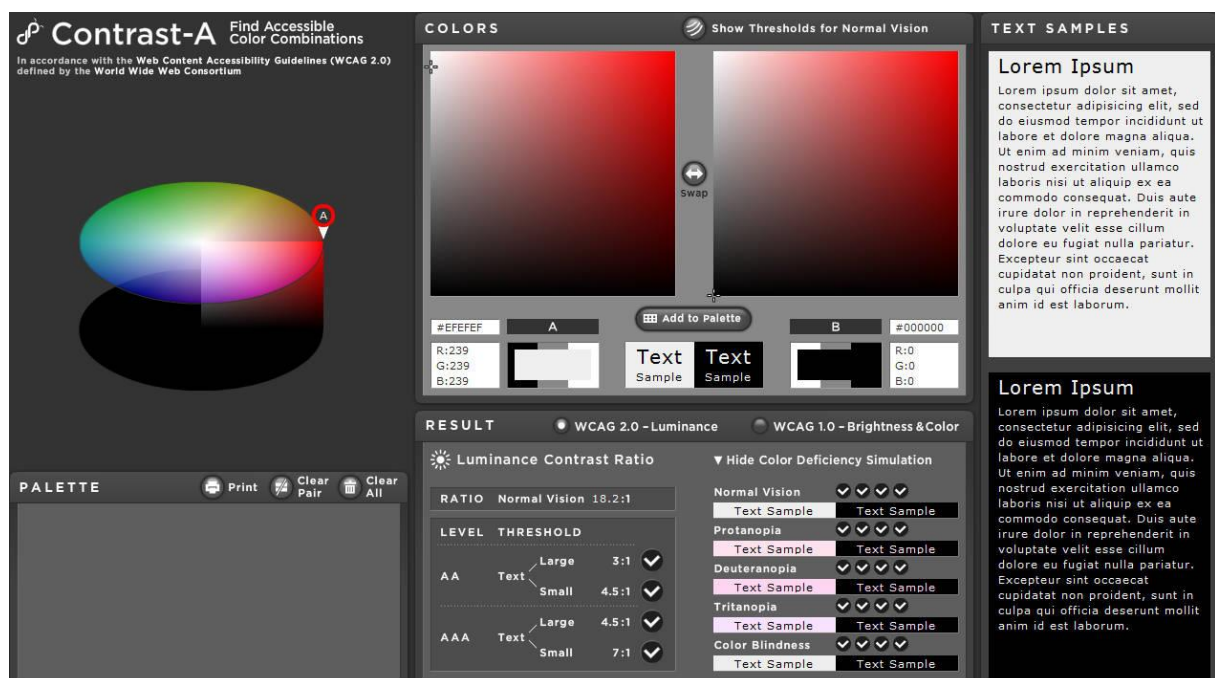 Contrast-A Find Accessible Color Combinations
In accordance with the Web Content Accessibility Guidelines (WCAG 2.0)
defined by the World Wide Web Consortium
A
PALETTE
Print
Clear Pair
Clear All
COLORS
Show Thresholds for Normal Vision
Swap
Add to Palette
#EFEFEF
A
B
#000000
R:239
G:239
B:239
Text
Sample
Text
Sample
R:0
G:0
B:0
RESULT
WCAG 2.0 – Luminance
WCAG 1.0 – Brightness & Color
Luminance Contrast Ratio
RATIO Normal Vision 18.2:1
LEVEL THRESHOLD
AA Text
Large 3:1
Small 4.5:1
AAA Text
Large 4.5:1
Small 7:1
▼ Hide Color Deficiency Simulation
Normal Vision
Text Sample Text Sample
Protanopia
Text Sample Text Sample
Deuteranopia
Text Sample Text Sample
Tritanopia
Text Sample Text Sample
Color Blindness
Text Sample Text Sample
TEXT SAMPLES
Lorem Ipsum
Lorem ipsum dolor sit amet,
consectetur adipisicing elit, sed
do eiusmod tempor incididunt ut
labore et dolore magna aliqua.
Ut enim ad minim veniam, quis
nostrud exercitation ullamco
laboris nisi ut aliquip ex ea
commodo consequat. Duis aute
irure dolor in reprehenderit in
voluptate velit esse cillum
dolore eu fugiat nulla pariatur.
Excepteur sint occaecat
cupidatat non proident, sunt in
culpa qui officia deserunt mollit
anim id est laborum.
Lorem Ipsum
Lorem ipsum dolor sit amet,
consectetur adipisicing elit, sed
do eiusmod tempor incididunt ut
labore et dolore magna aliqua.
Ut enim ad minim veniam, quis
nostrud exercitation ullamco
laboris nisi ut aliquip ex ea
commodo consequat. Duis aute
irure dolor in reprehenderit in
voluptate velit esse cillum
dolore eu fugiat nulla pariatur.
Excepteur sint occaecat
cupidatat non proident, sunt in
culpa qui officia deserunt mollit
anim id est laborum.